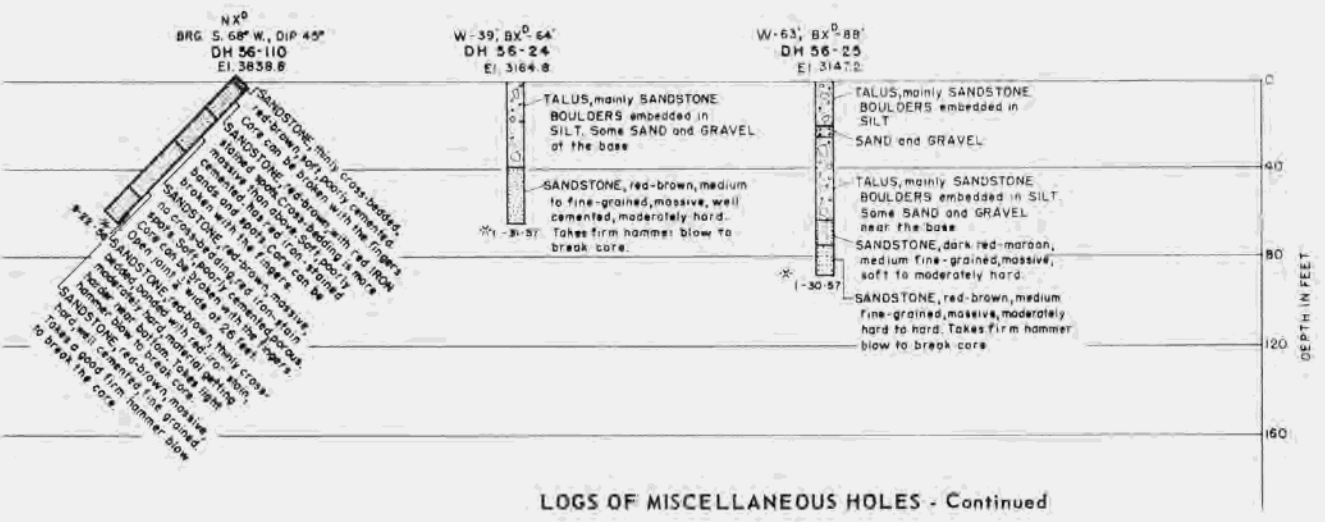 NX^D
BRG. S. 68° W., DIP 45°
DH 56-110
El. 3838.6
SANDSTONE, thinly cross-bedded,
red-brown, soft, poorly cemented.
Core can be broken with the fingers
SANDSTONE, red-brown, with red IRON
stained spots. Cross-bedding is more
massive than above. Soft, poorly
cemented, has red iron, stained
bands and spots. Core can be
broken with the fingers.
SANDSTONE, red brown, massive,
no cross-bedding, red iron-stain
spots. Soft, poorly cemented, porous.
Core can be broken with the fingers.
Open joint wide at 26 feet.
SANDSTONE, red-brown, thinly cross-
bedded, banded with red-iron stain,
moderately hard, material getting
harder near bottom. Takes light
hammer blow to break core.
SANDSTONE, red-brown, massive,
hard, well cemented, fine grained.
Takes a good firm hammer blow
to break the core.
W-39', BX^D-64'
DH 56-24
El. 3164.8
TALUS, mainly SANDSTONE
BOULDERS embedded in
SILT. Some SAND and GRAVEL
at the base
SANDSTONE, red-brown, medium
to fine-grained, massive, well
cemented, moderately hard.
Takes firm hammer blow to
break core.
1-31-57
W-63', BX^D-88'
DH 56-25
El. 3147.2
TALUS, mainly SANDSTONE
BOULDERS embedded in
SILT
SAND and GRAVEL
TALUS, mainly SANDSTONE
BOULDERS embedded in SILT.
Some SAND and GRAVEL
near the base
SANDSTONE, dark red-maroon,
medium fine-grained, massive,
soft to moderately hard.
1-30-57
SANDSTONE, red-brown, medium
fine-grained, massive, moderately
hard to hard. Takes firm hammer
blow to break core
0
40
80
120
160
DEPTH IN FEET
LOGS OF MISCELLANEOUS HOLES - Continued